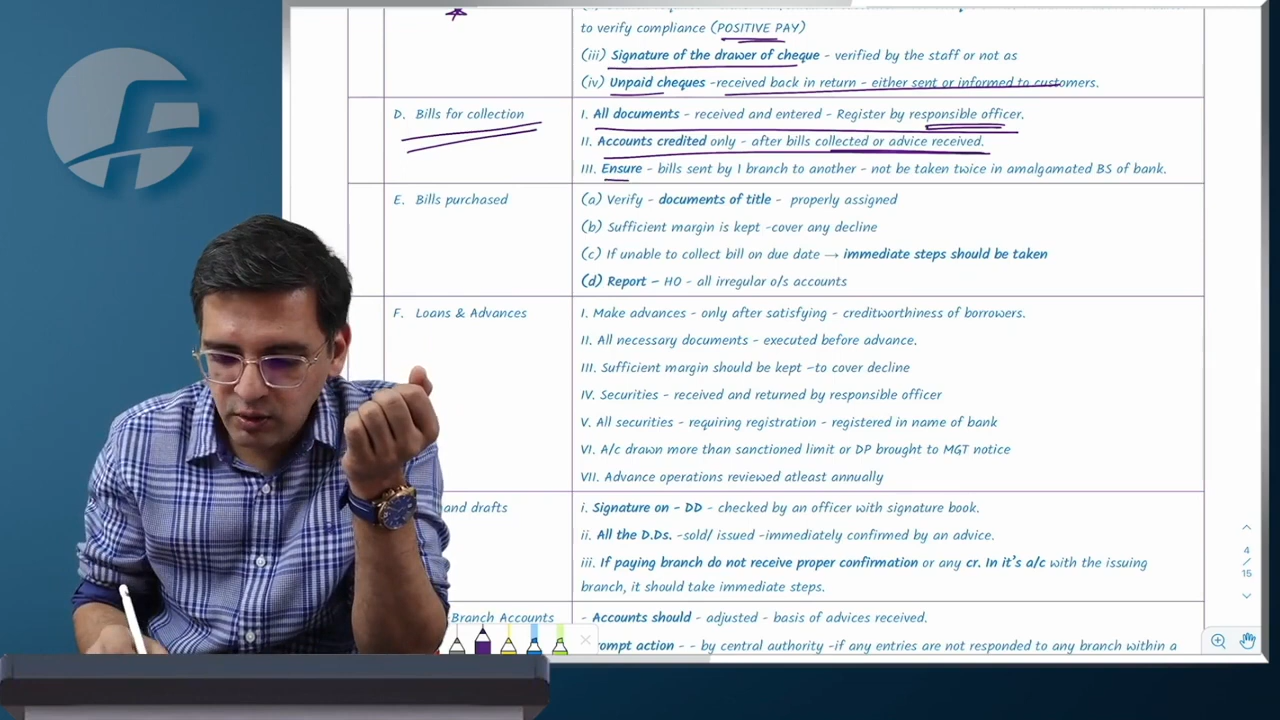 to verify compliance (POSITIVE PAY)
(iii) Signature of the drawer of cheque - verified by the staff or not as
(iv) Unpaid cheques -received back in return - either sent or informed to customers.
D. Bills for collection
I. All documents - received and entered - Register by responsible officer.
II. Accounts credited only - after bills collected or advice received.
III. Ensure - bills sent by 1 branch to another - not be taken twice in amalgamated BS of bank.
E. Bills purchased
(a) Verify - documents of title - properly assigned
(b) Sufficient margin is kept -cover any decline
(c) If unable to collect bill on due date → immediate steps should be taken
(d) Report – HO - all irregular o/s accounts
F. Loans & Advances
I. Make advances - only after satisfying - creditworthiness of borrowers.
II. All necessary documents - executed before advance.
III. Sufficient margin should be kept –to cover decline
IV. Securities - received and returned by responsible officer
V. All securities - requiring registration - registered in name of bank
VI. A/c drawn more than sanctioned limit or DP brought to MGT notice
VII. Advance operations reviewed atleast annually
and drafts
i. Signature on - DD - checked by an officer with signature book.
ii. All the D.Ds. -sold/ issued -immediately confirmed by an advice.
iii. If paying branch do not receive proper confirmation or any cr. In it's a/c with the issuing
branch, it should take immediate steps.
Branch Accounts
- Accounts should - adjusted - basis of advices received.
action - - by central authority -if any entries are not responded to any branch within a
4
/
15